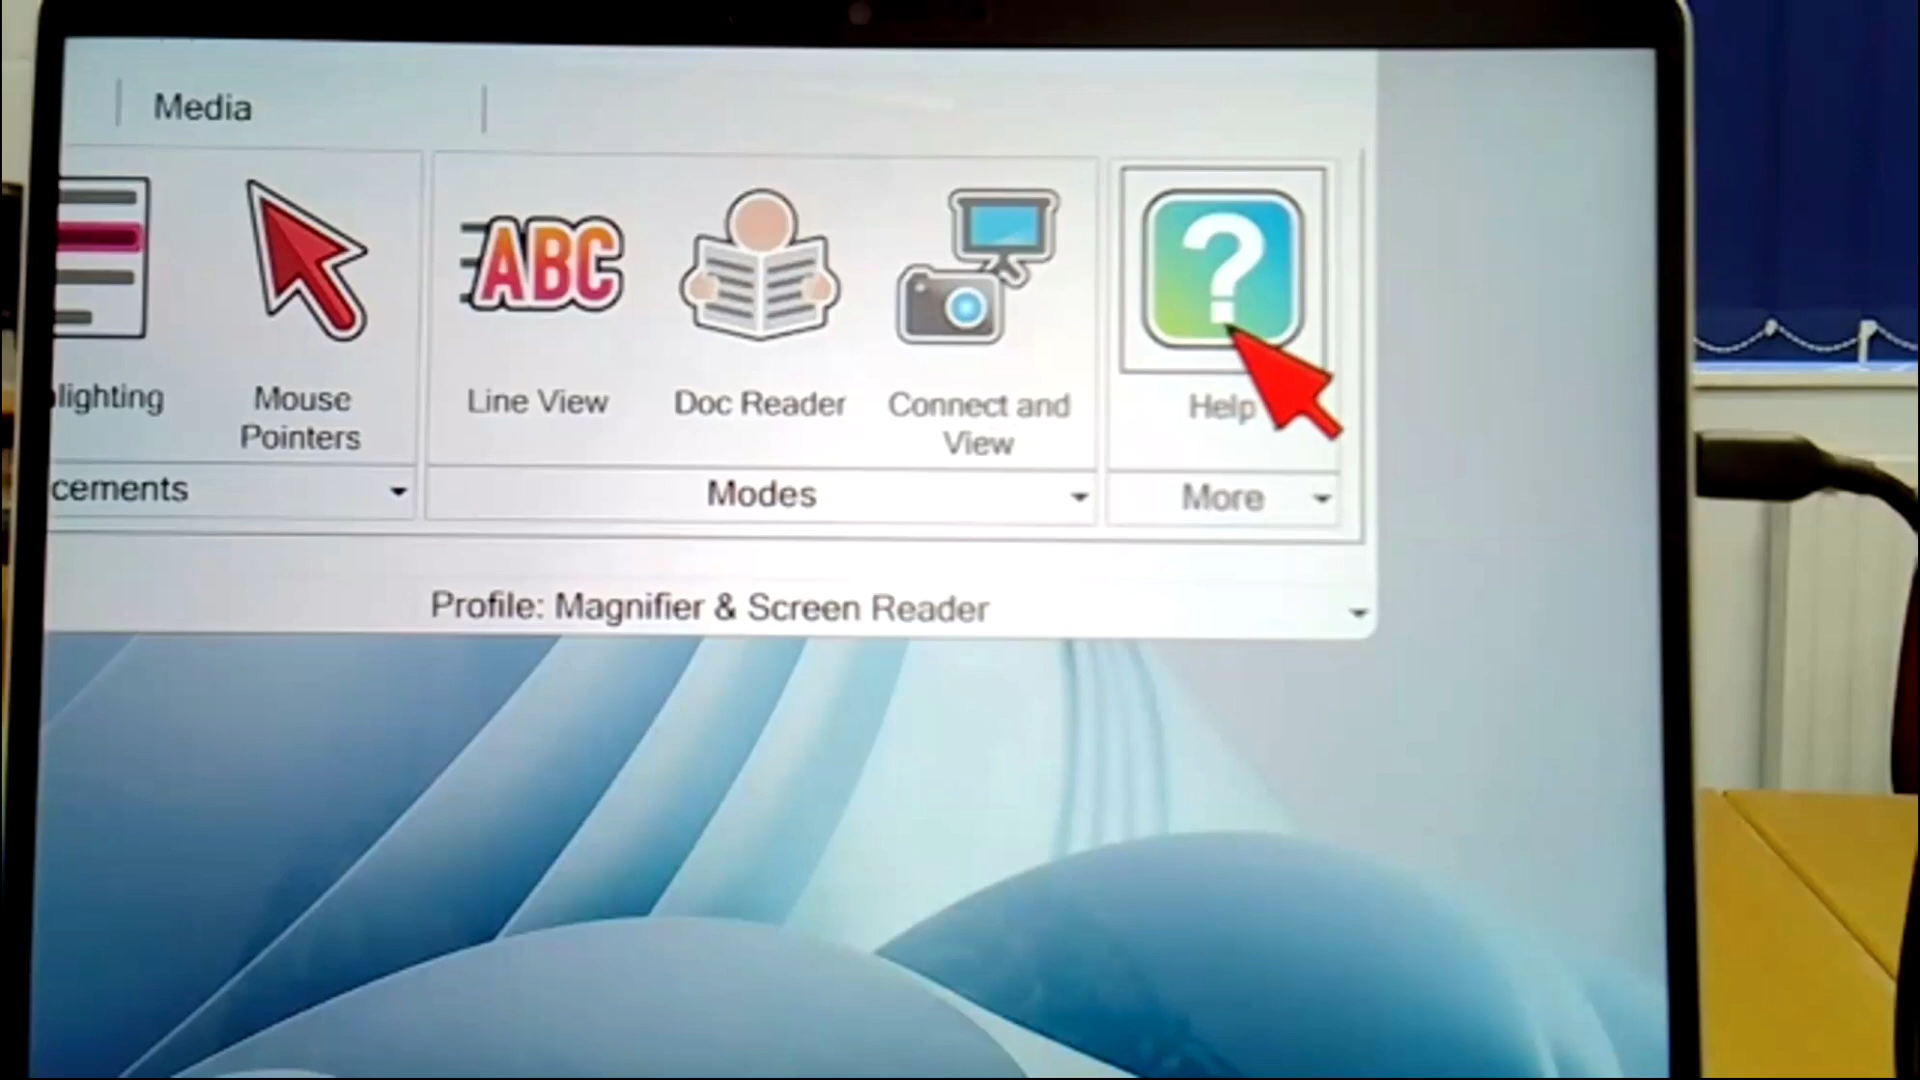 Media
ABC
?
lighting
Mouse
Pointers
Line View
Doc Reader
Connect and
View
Help
cements
Modes
More
Profile: Magnifier & Screen Reader